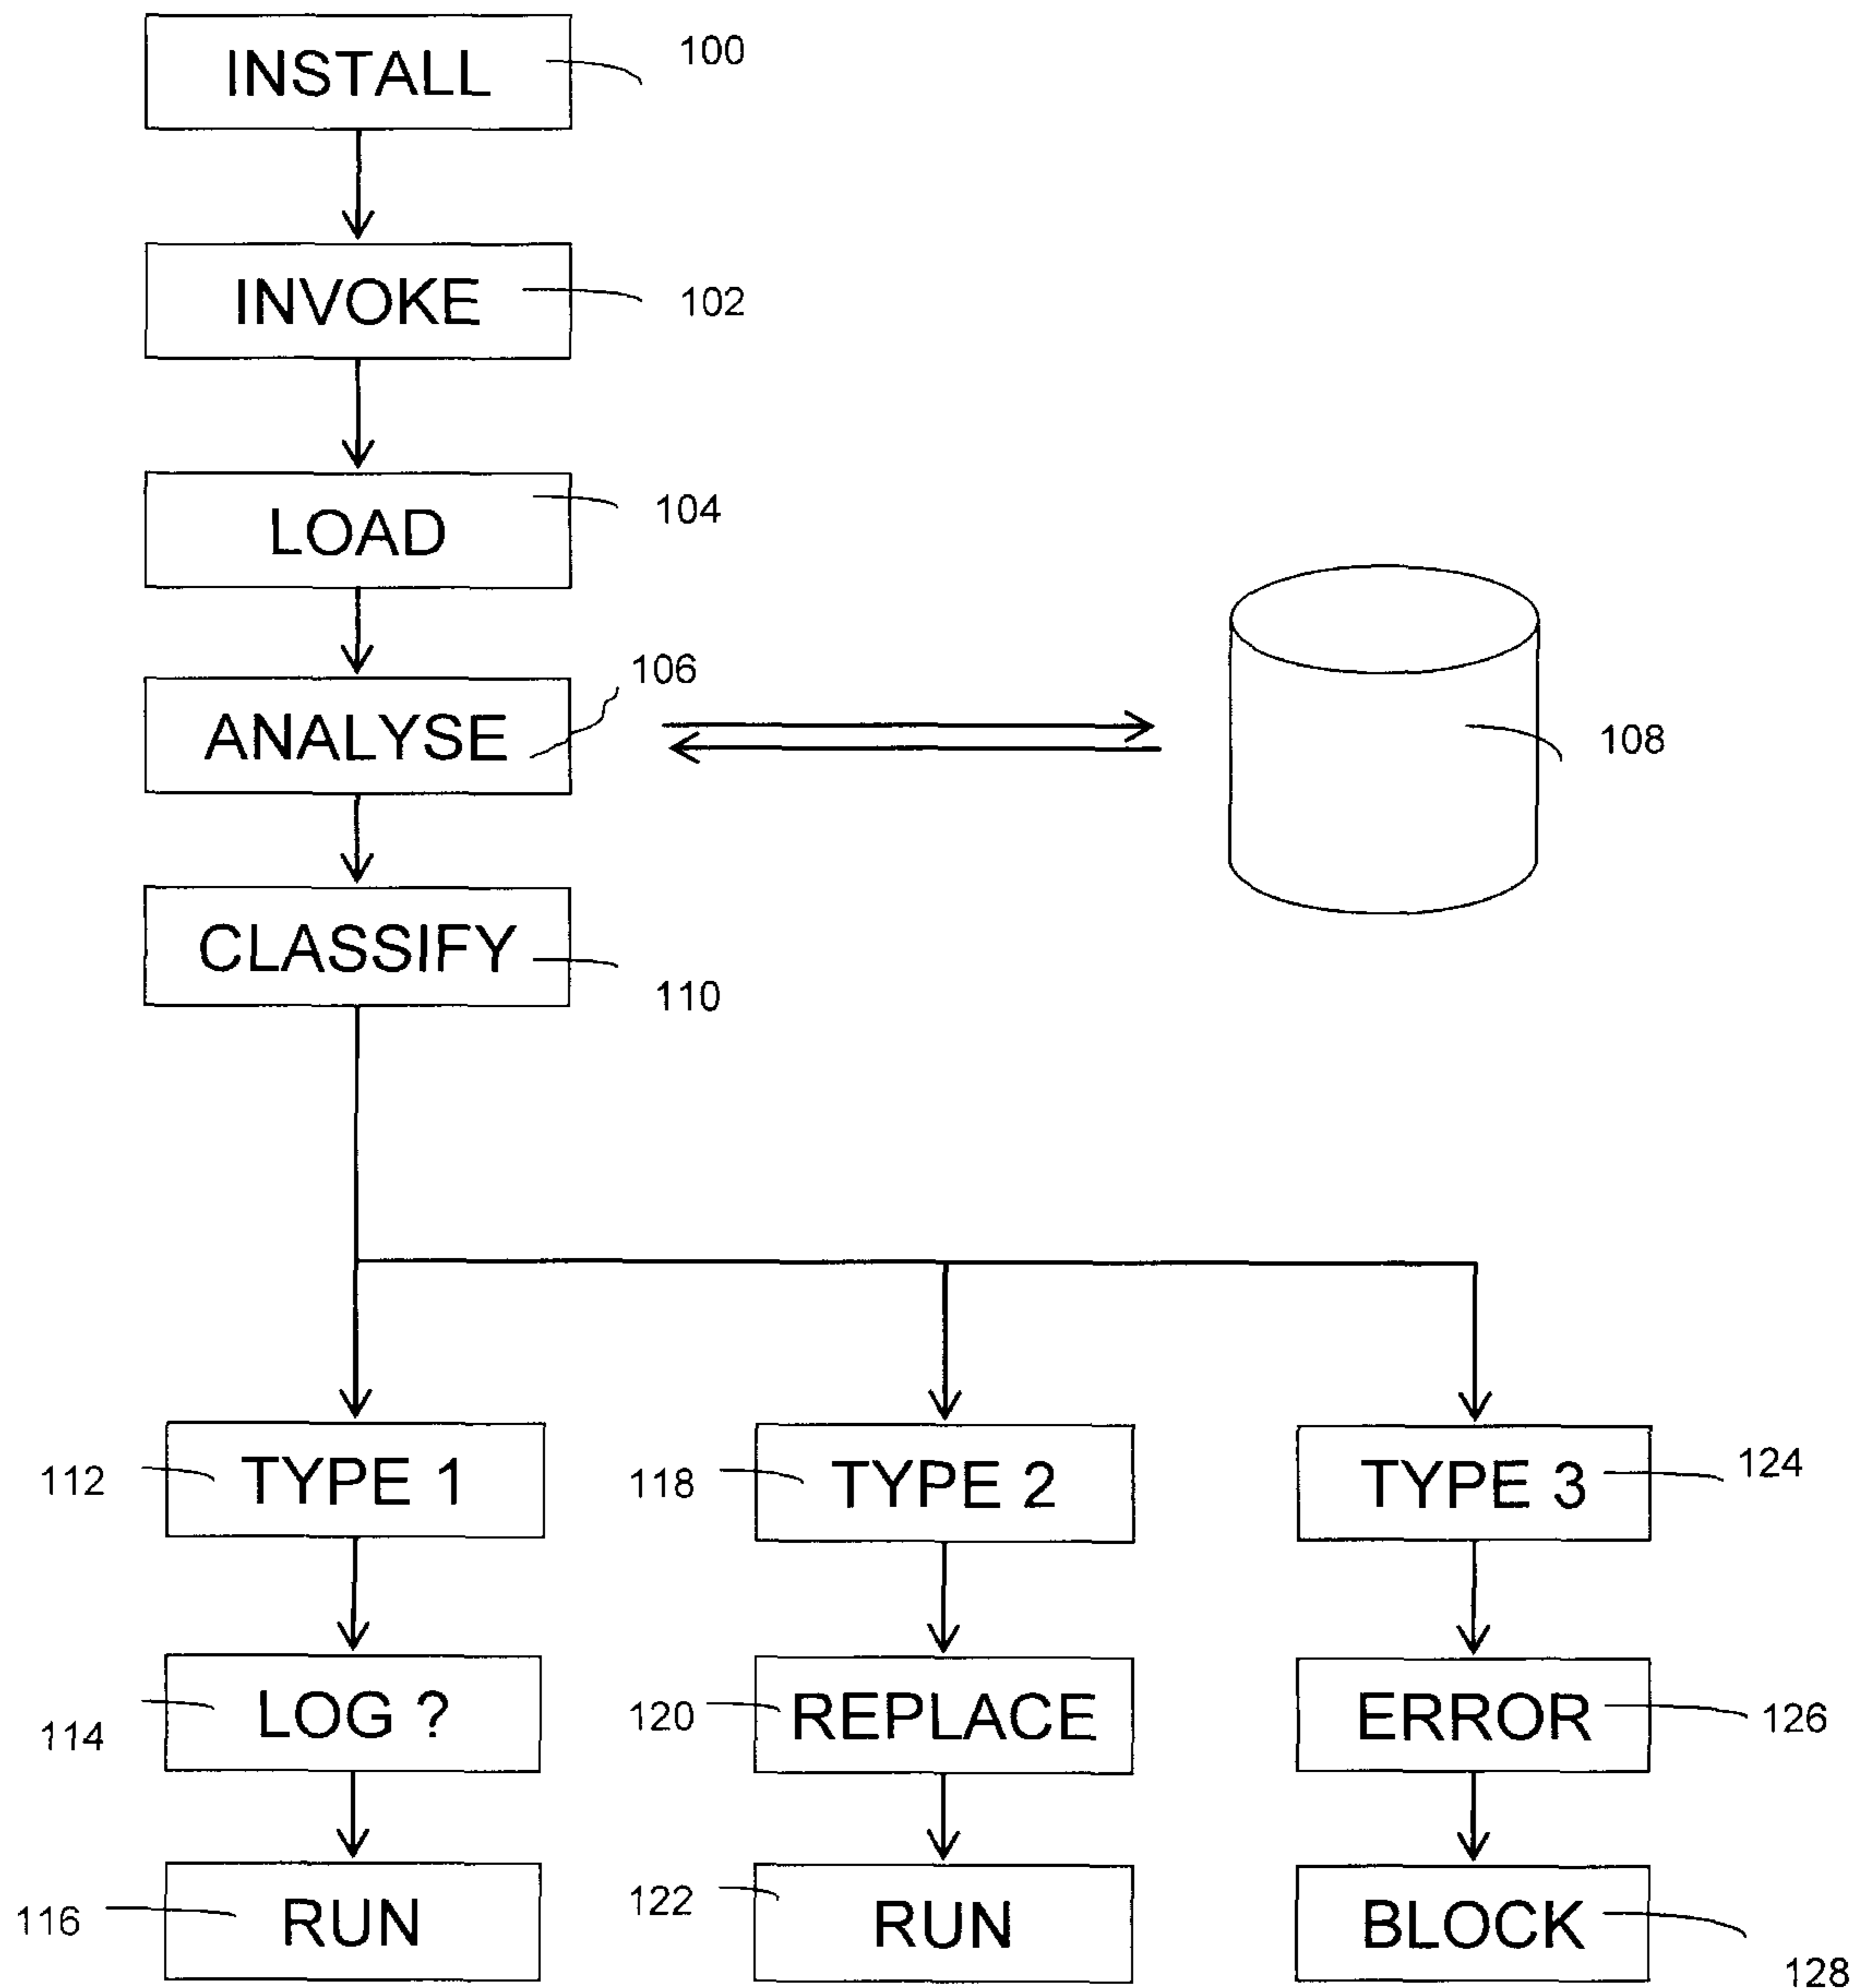 INSTALL 100
INVOKE 102
LOAD 104
ANALYSE 106
108
CLASSIFY 110
112 TYPE 1
118 TYPE 2
TYPE 3 124
114 LOG ?
120 REPLACE
ERROR 126
116 RUN
122 RUN
BLOCK 128